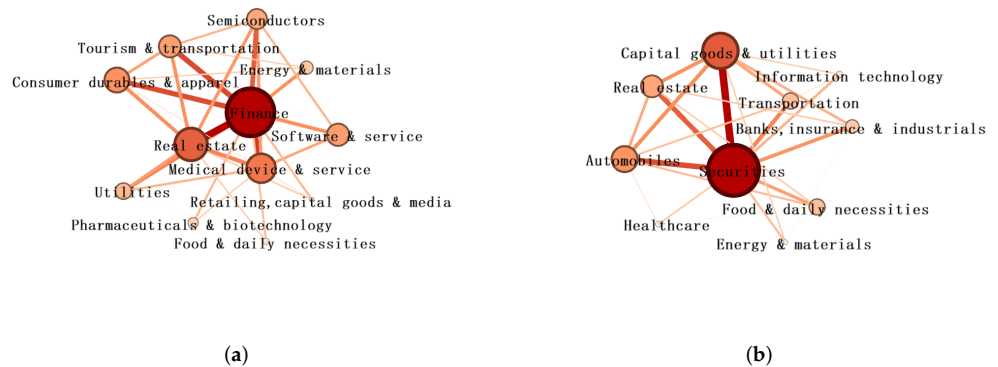 Semiconductors
Tourism & transportation
Energy & materials
Consumer durables & apparel
Finance
Software & service
Real estate
Medical device & service
Utilities
Retailing,capital goods & media
Pharmaceuticals & biotechnology
Food & daily necessities
(a)
Capital goods & utilities
Information technology
Real estate
Transportation
Banks,insurance & industrials
Automobiles
Securities
Food & daily necessities
Healthcare
Energy & materials
(b)